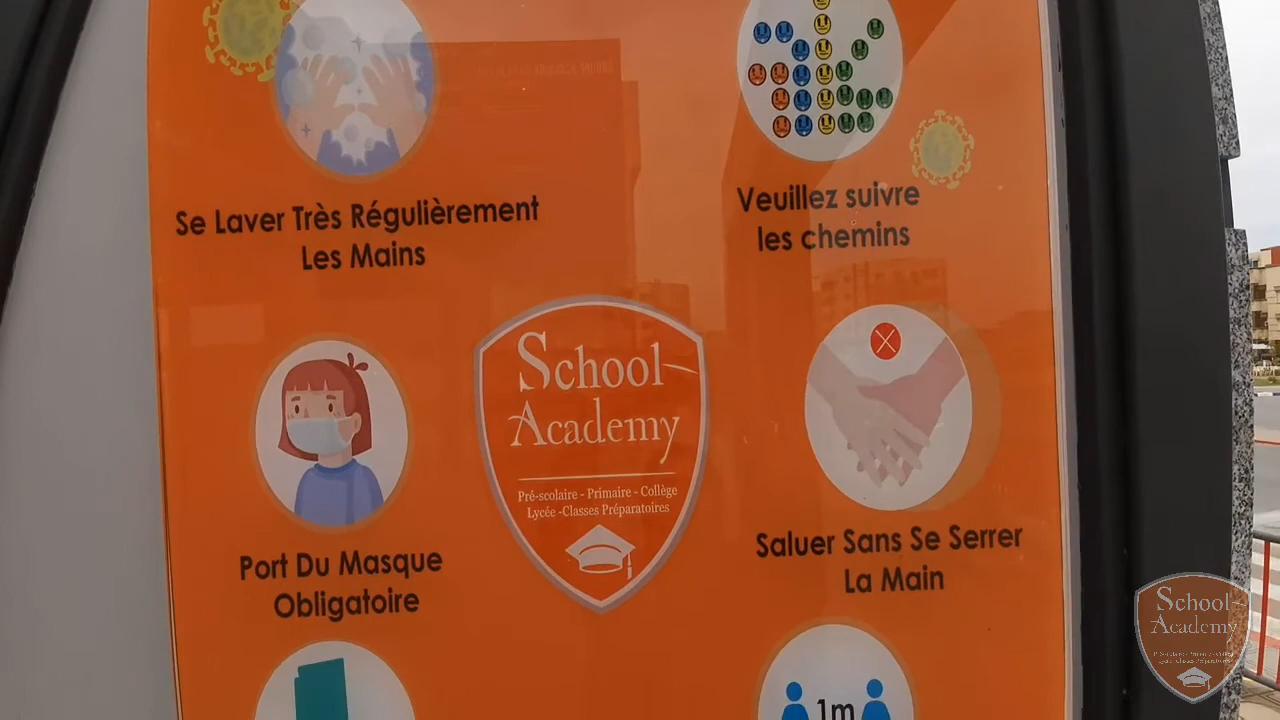 Se Laver Très Régulièrement
Les Mains
Veuillez suivre
les chemins
School
Academy
Pré-scolaire - Primaire - Collège
Lycée -Classes Préparatoires
Port Du Masque
Obligatoire
Saluer Sans Se Serrer
La Main
1m
School
Academy